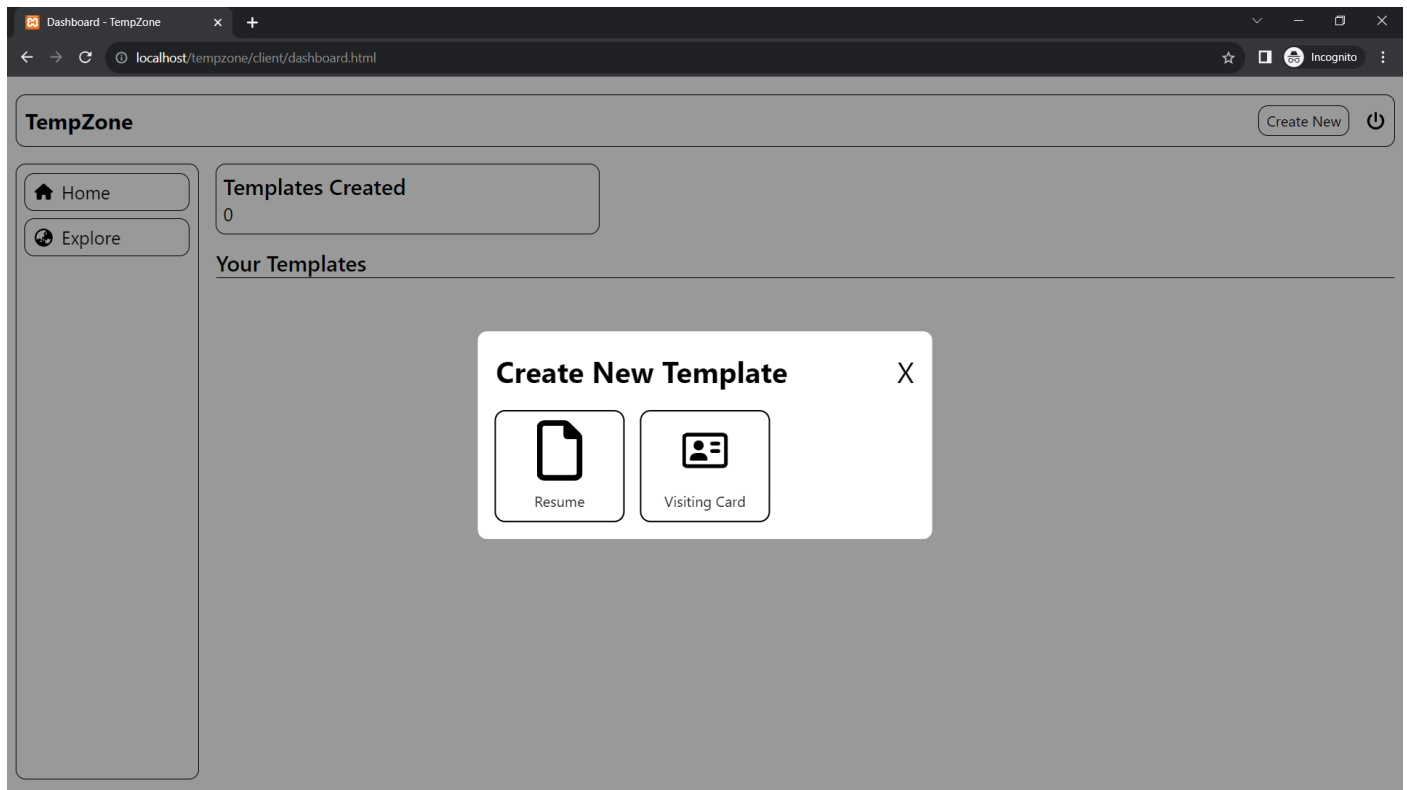 Dashboard - TempZone
localhost/tempzone/client/dashboard.html
Incognito
TempZone
Create New
Home
Explore
Templates Created
0
Your Templates
Create New Template
X
Resume
Visiting Card